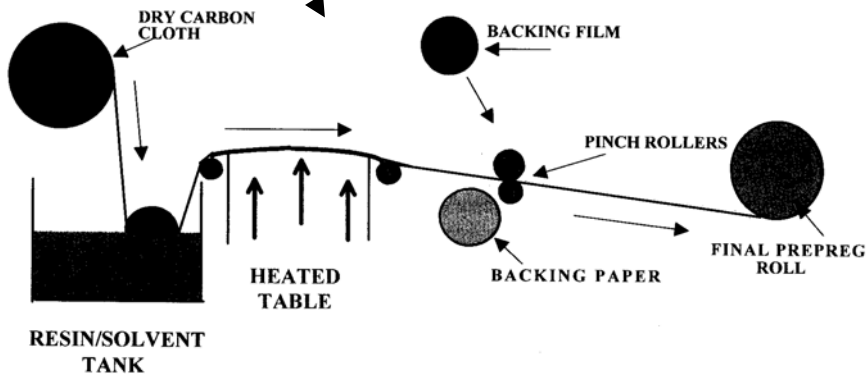 DRY CARBON
CLOTH
BACKING FILM
PINCH ROLLERS
FINAL PREPREG
ROLL
BACKING PAPER
HEATED
TABLE
RESIN/SOLVENT
TANK